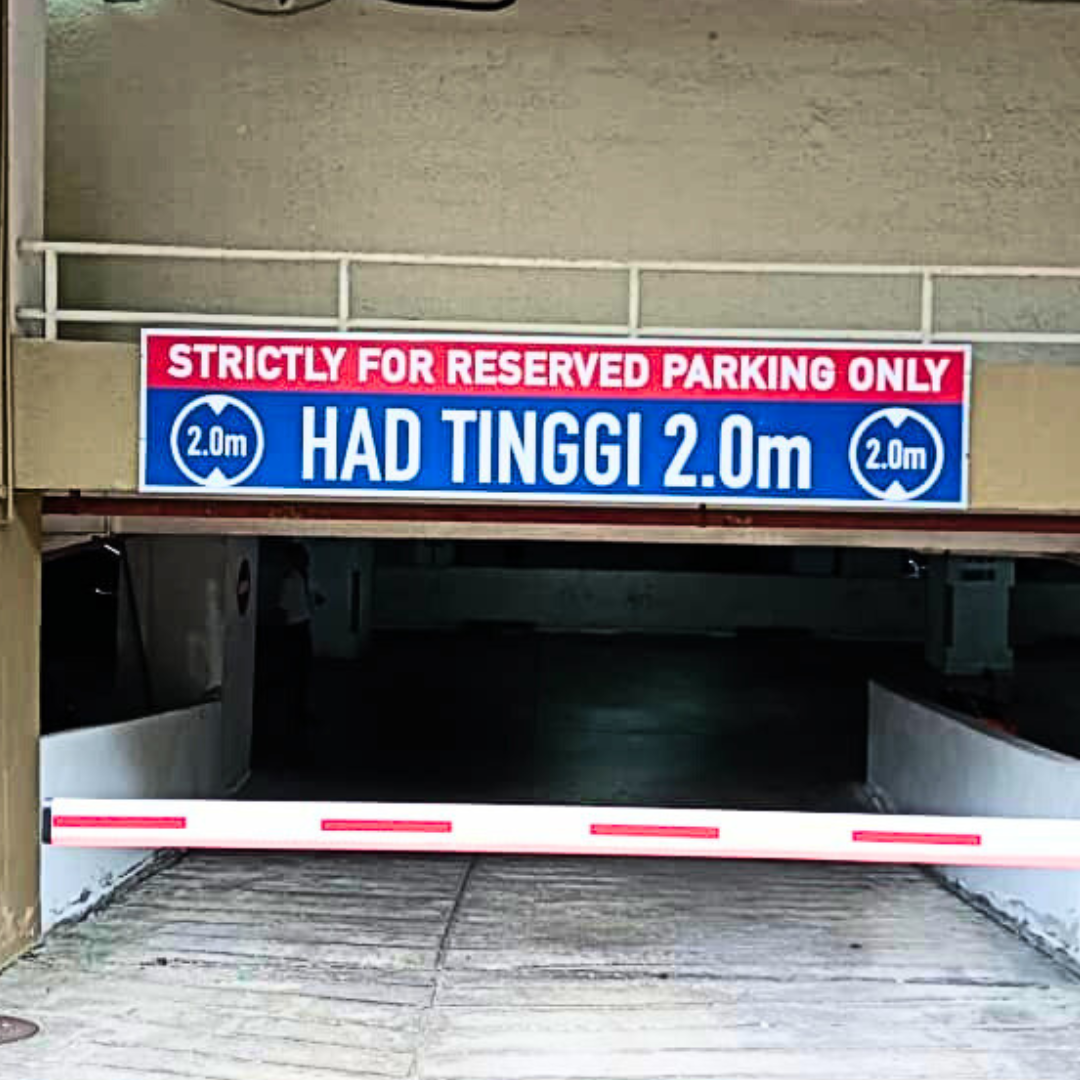 STRICTLY FOR RESERVED PARKING ONLY
2.0m HAD TINGGI 2.0m 2.0m